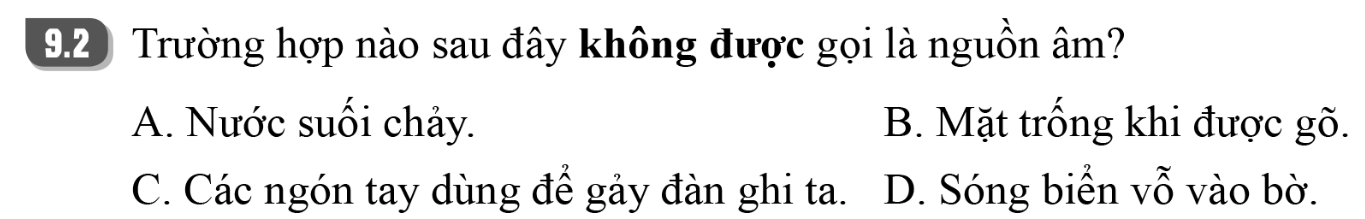 9.2 Trường hợp nào sau đây không được gọi là nguồn âm?
A. Nước suối chảy. B. Mặt trống khi được gõ.
C. Các ngón tay dùng để gảy đàn ghi ta. D. Sóng biển vỗ vào bờ.